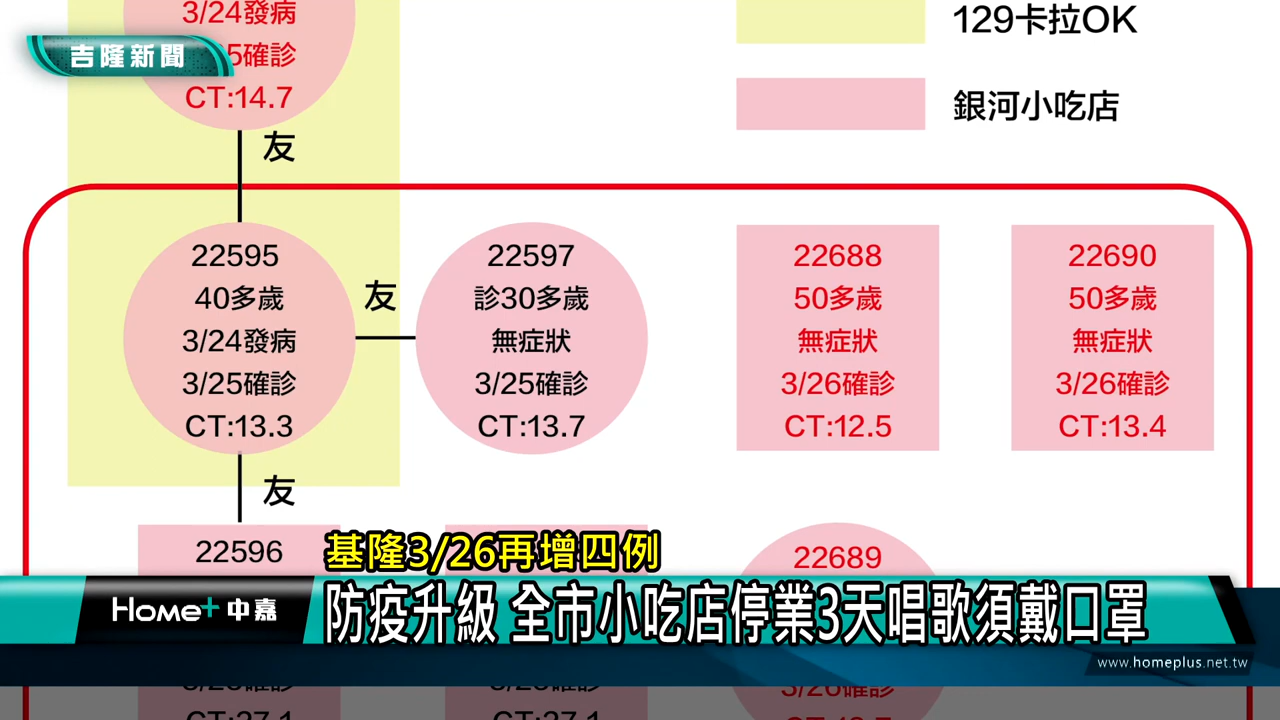 3/24發病
129卡拉OK
吉隆新聞
5確診
CT:14.7
銀河小吃店
友
22595
40多歲
3/24發病
3/25確診
CT:13.3
友
22597
診30多歲
無症狀
3/25確診
CT:13.7
22688
50多歲
無症狀
3/26確診
CT:12.5
22690
50多歲
無症狀
3/26確診
CT:13.4
友
22596
22689
基隆3/26再增四例
Home+中嘉
防疫升級 全市小吃店停業3天唱歌須戴口罩
www.homeplus.net.tw
3/26確診